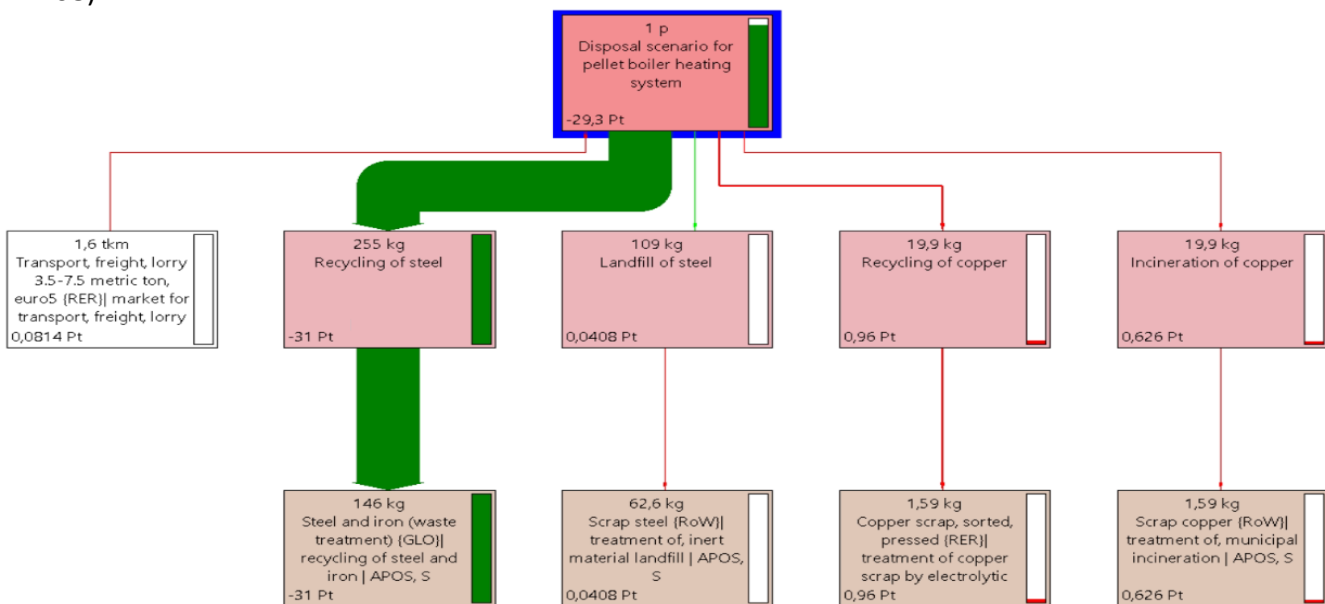 1 p
Disposal scenario for
pellet boiler heating
system
-29,3 Pt
1,6 tkm
Transport, freight, lorry
3.5-7.5 metric ton,
euro5 {RER}| market for
transport, freight, lorry
0,0814 Pt
255 kg
Recycling of steel
-31 Pt
109 kg
Landfill of steel
0,0408 Pt
19,9 kg
Recycling of copper
0,96 Pt
19,9 kg
Incineration of copper
0,626 Pt
146 kg
Steel and iron (waste
treatment) {GLO}|
recycling of steel and
iron | APOS, S
-31 Pt
62,6 kg
Scrap steel {RoW}|
treatment of, inert
material landfill | APOS,
S
0,0408 Pt
1,59 kg
Copper scrap, sorted,
pressed {RER}|
treatment of copper
scrap by electrolytic
0,96 Pt
1,59 kg
Scrap copper {RoW}|
treatment of, municipal
incineration | APOS, S
0,626 Pt